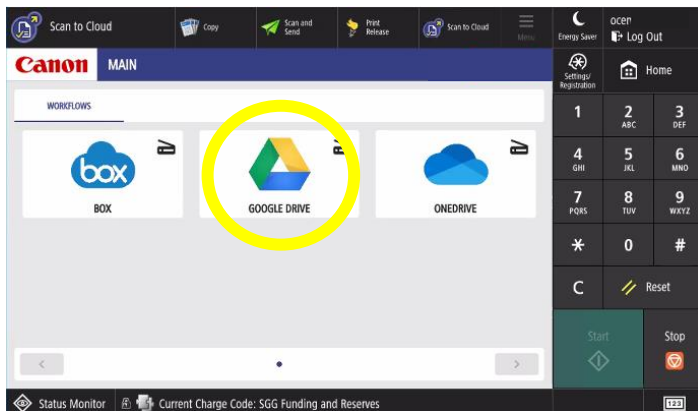 Scan to Cloud
Copy
Scan and
Send
Print
Release
Scan to Cloud
Menu
Energy Saver
ocer
Log Out
Canon
MAIN
Settings/
Registration
Home
WORKFLOWS
box
BOX
GOOGLE DRIVE
ONEDRIVE
1
2
ABC
3
DEF
4
GHI
5
JKL
6
MNO
7
PQRS
8
TUV
9
WXYZ
*
0
#
C
Reset
Start
Stop
<
>
Status Monitor
Current Charge Code: SGG Funding and Reserves
123